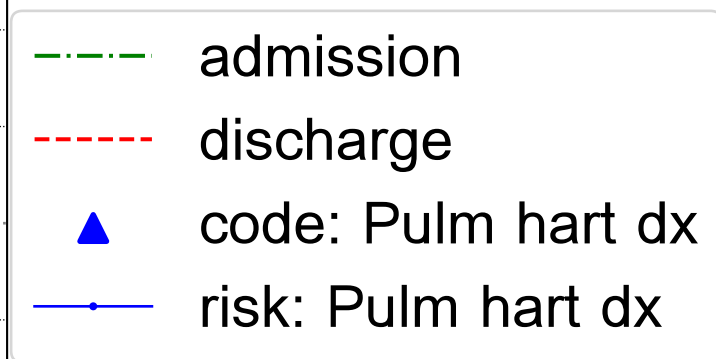 admission
discharge
code: Pulm hart dx
risk: Pulm hart dx